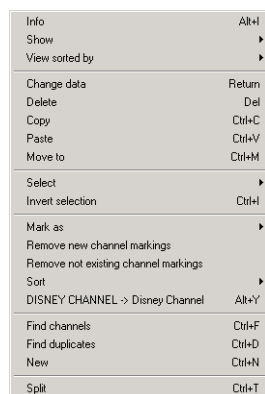 Info Alt+I
Show
View sorted by
Change data Return
Delete Del
Copy Ctrl+C
Paste Ctrl+V
Move to Ctrl+M
Select
Invert selection Ctrl+I
Mark as
Remove new channel markings
Remove not existing channel markings
Sort
DISNEY CHANNEL -> Disney Channel Alt+Y
Find channels Ctrl+F
Find duplicates Ctrl+D
New Ctrl+N
Split Ctrl+T